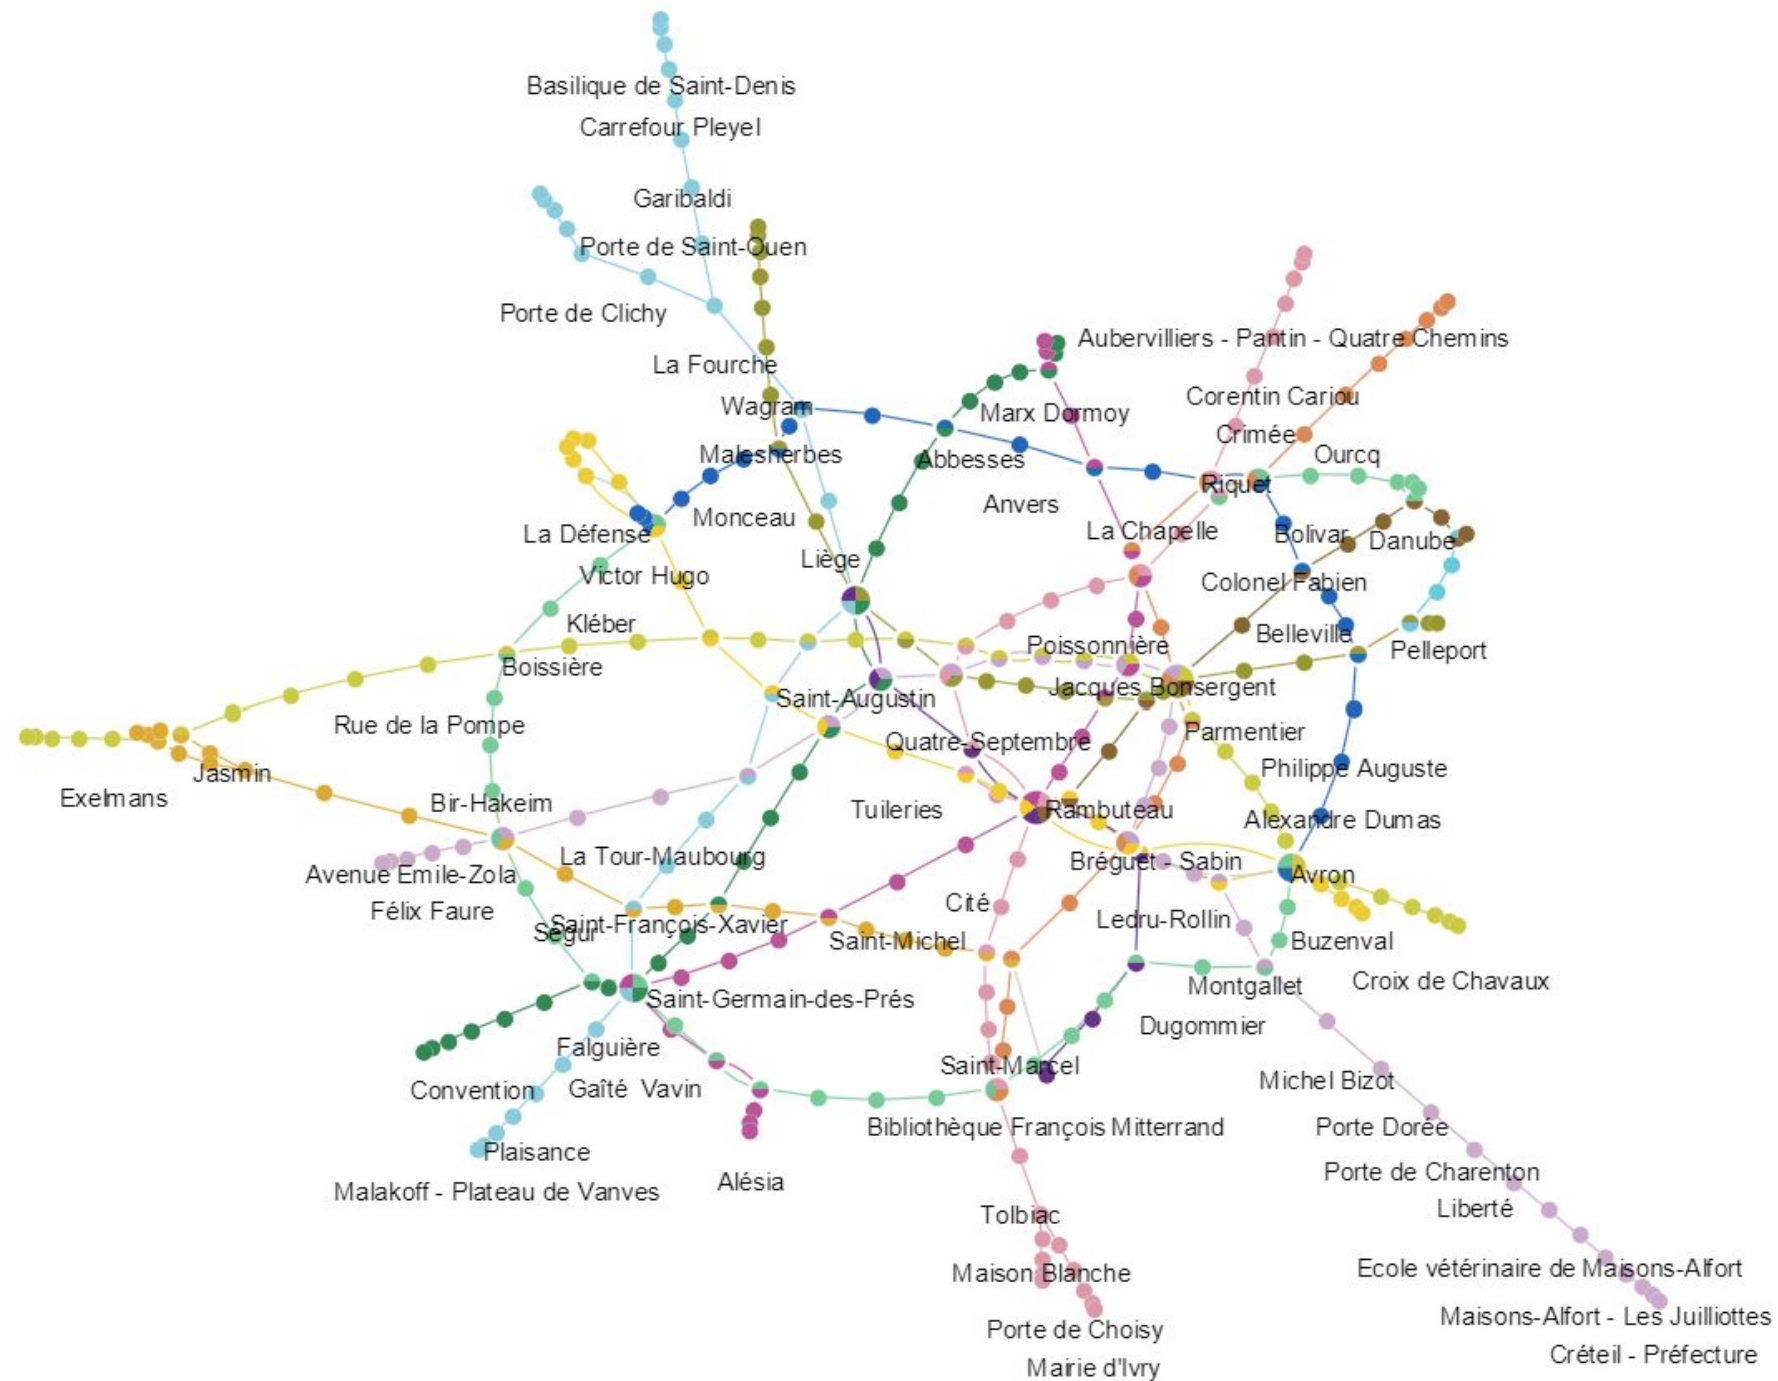 Basilique de Saint-Denis
Carrefour Pleyel
Garibaldi
Porte de Saint-Ouen
Porte de Clichy
Aubervilliers - Pantin - Quatre Chemins
La Fourche
Corentin Cariou
Wagram
Marx Dormoy
Crimée
Malesherbes
Abbesses
Ourcq
Riquet
Anvers
Monceau
La Défense
La Chapelle
Bolivar
Danube
Liège
Victor Hugo
Colonel Fabien
Kléber
Belleville
Poissonnière
Pelleport
Boissière
Jacques Bonsergent
Saint-Augustin
Rue de la Pompe
Parmentier
Quatre-Septembre
Philippe Auguste
Jasmin
Exelmans
Bir-Hakeim
Tuileries
Rambuteau
Alexandre Dumas
La Tour-Maubourg
Bréguet - Sabin
Avenue Emile-Zola
Avron
Cité
Félix Faure
Ledru-Rollin
Saint-François-Xavier
Ségur
Saint-Michel
Buzenval
Croix de Chavaux
Montgallet
Saint-Germain-des-Prés
Dugommier
Falguière
Saint-Marcel
Michel Bizot
Convention
Gaîté
Vavin
Bibliothèque François Mitterrand
Porte Dorée
Plaisance
Porte de Charenton
Alésia
Malakoff - Plateau de Vanves
Liberté
Tolbiac
Ecole vétérinaire de Maisons-Alfort
Maison Blanche
Maisons-Alfort - Les Juilliottes
Porte de Choisy
Créteil - Préfecture
Mairie d'Ivry